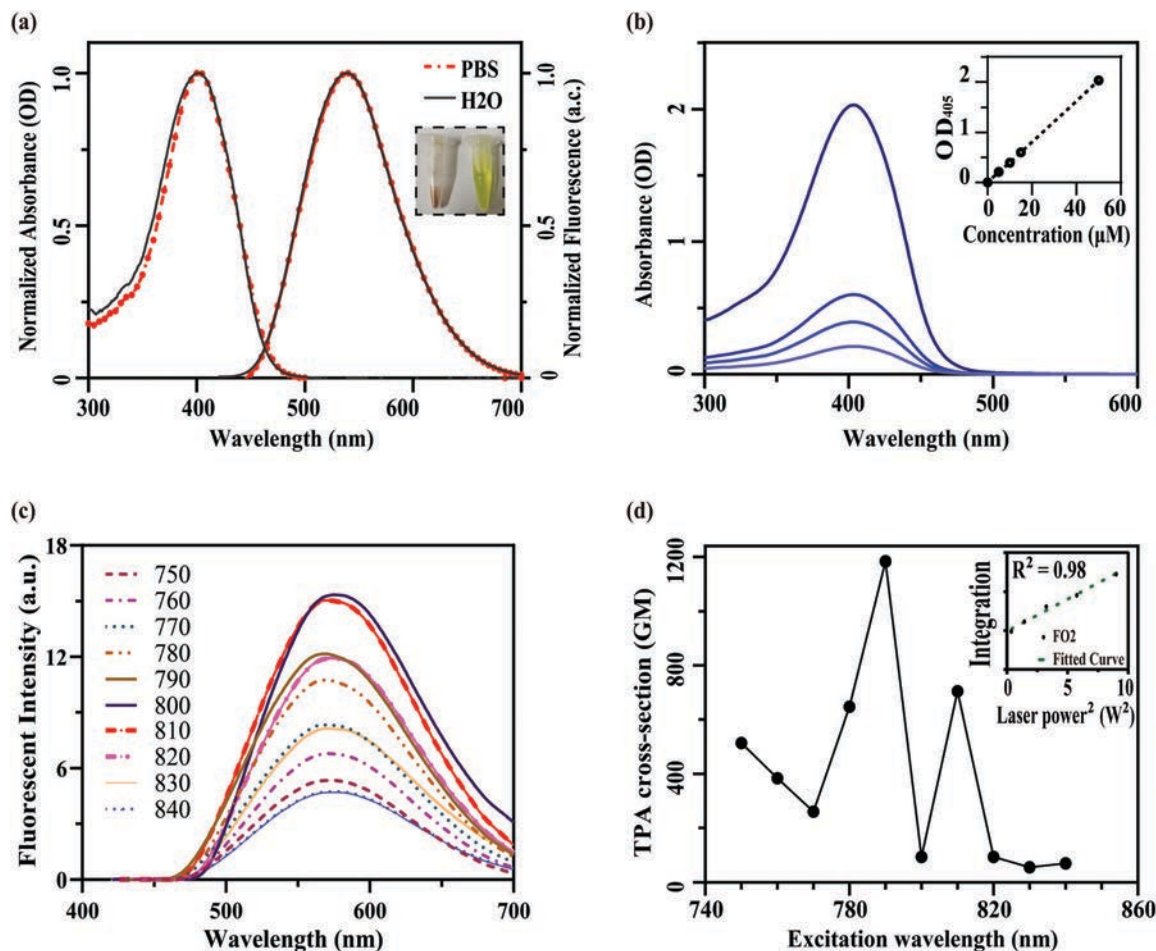 (a)
PBS
H2O
1.0
0.5
0
1.0
0.5
0
Normalized Absorbance (OD)
Normalized Fluorescence (a.c.)
300 400 500 600 700
Wavelength (nm)
(b)
2
1
0
Absorbance (OD)
300 400 500 600
Wavelength (nm)
2
1
0
OD405
0 20 40 60
Concentration (μM)
(c)
18
12
6
0
Fluorescent Intensity (a.u.)
750
760
770
780
790
800
810
820
830
840
400 500 600 700
Wavelength (nm)
(d)
1200
800
400
0
TPA cross-section (GM)
740 780 820 860
Excitation wavelength (nm)
R² = 0.98
Integration
FO2
Fitted Curve
0 5 10
Laser power² (W²)